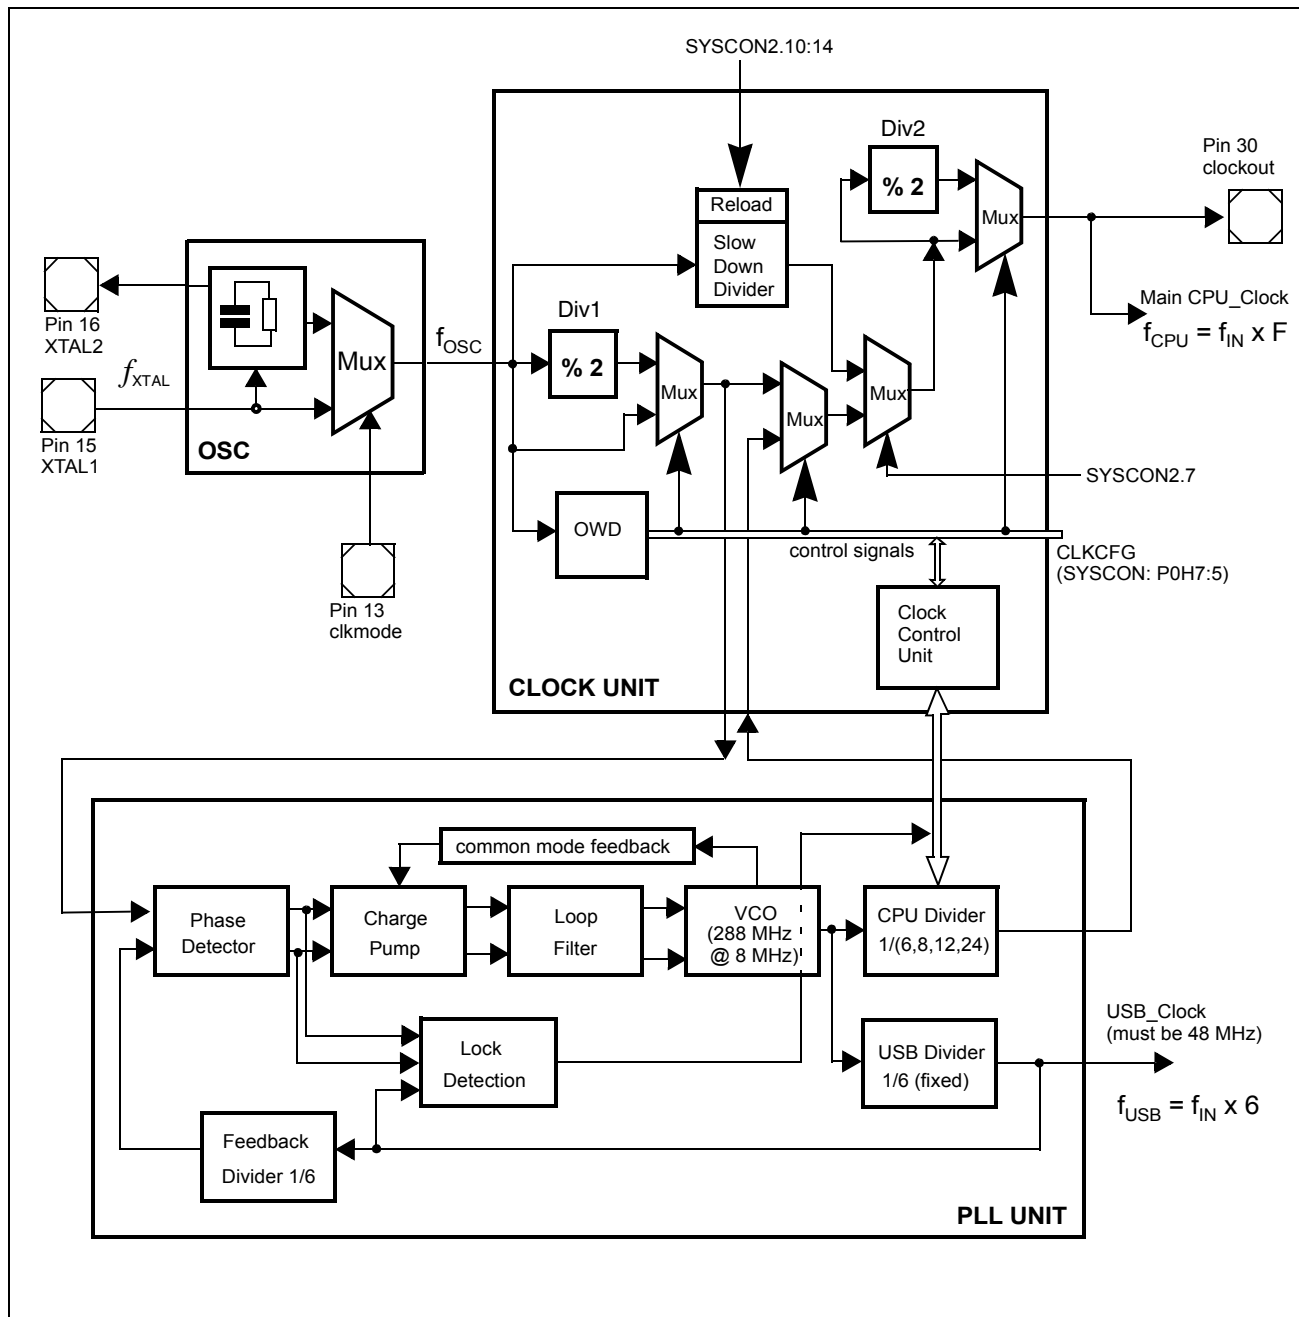 SYSCON2.10:14
Div2
% 2
Mux
Pin 30
clockout
Reload
Slow
Down
Divider
Main CPU_Clock
fCPU = fIN x F
Pin 16
XTAL2
fXTAL
Pin 15
XTAL1
Mux
OSC
fOSC
Div1
% 2
Mux
Mux
Mux
SYSCON2.7
OWD
control signals
CLKCFG
(SYSCON: P0H7:5)
Pin 13
clkmode
Clock
Control
Unit
CLOCK UNIT
common mode feedback
Phase
Detector
Charge
Pump
Loop
Filter
VCO
(288 MHz
@ 8 MHz)
CPU Divider
1/(6,8,12,24)
Lock
Detection
USB Divider
1/6 (fixed)
USB_Clock
(must be 48 MHz)
fUSB = fIN x 6
Feedback
Divider 1/6
PLL UNIT